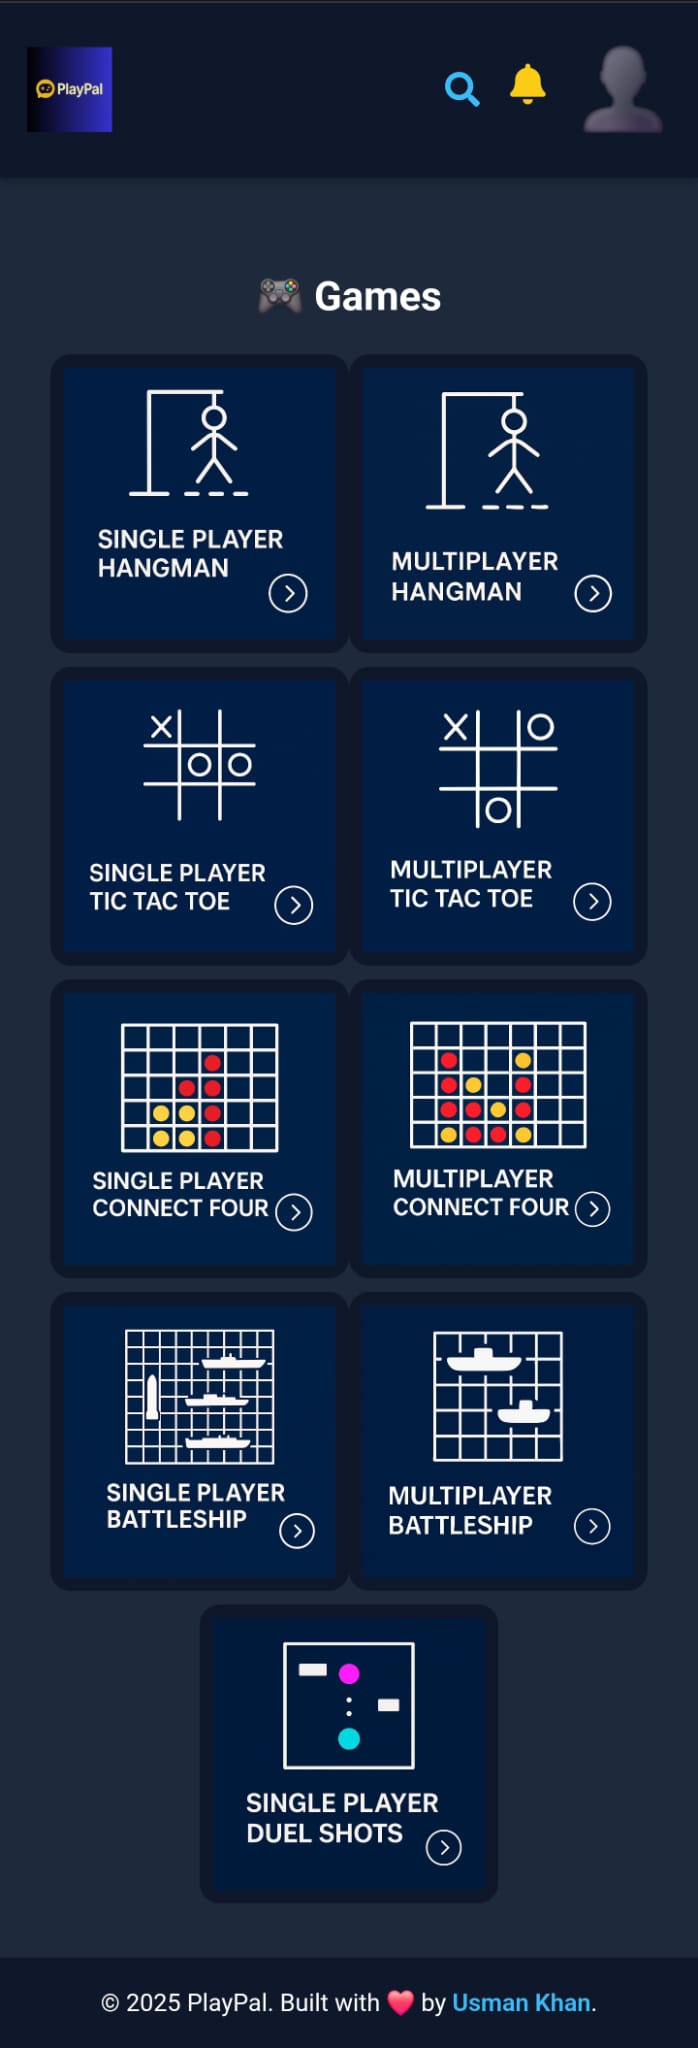 PlayPal
🎮 Games
SINGLE PLAYER
HANGMAN
MULTIPLAYER
HANGMAN
SINGLE PLAYER
TIC TAC TOE
MULTIPLAYER
TIC TAC TOE
SINGLE PLAYER
CONNECT FOUR
MULTIPLAYER
CONNECT FOUR
SINGLE PLAYER
BATTLESHIP
MULTIPLAYER
BATTLESHIP
SINGLE PLAYER
DUEL SHOTS
© 2025 PlayPal. Built with ❤️ by Usman Khan.